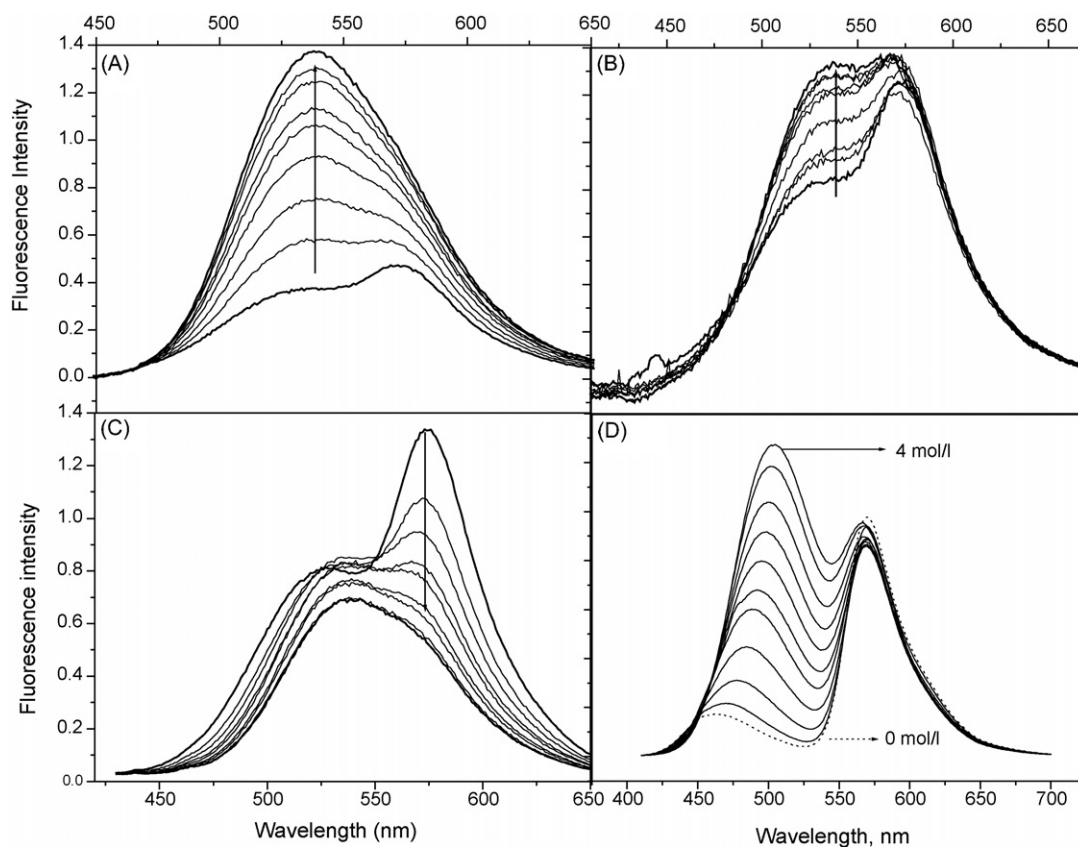 450 500 550 600 650 450 500 550 600 650
1.4
(A) (B)
1.2
1.0
0.8
0.6
0.4
0.2
0.0
Fluorescence Intensity
1.4
(C) (D)
1.2
1.0
0.8
0.6
0.4
0.2
0.0
Fluorescence intensity
4 mol/l
0 mol/l
450 500 550 600 650 400 450 500 550 600 650 700
Wavelength (nm) Wavelength, nm